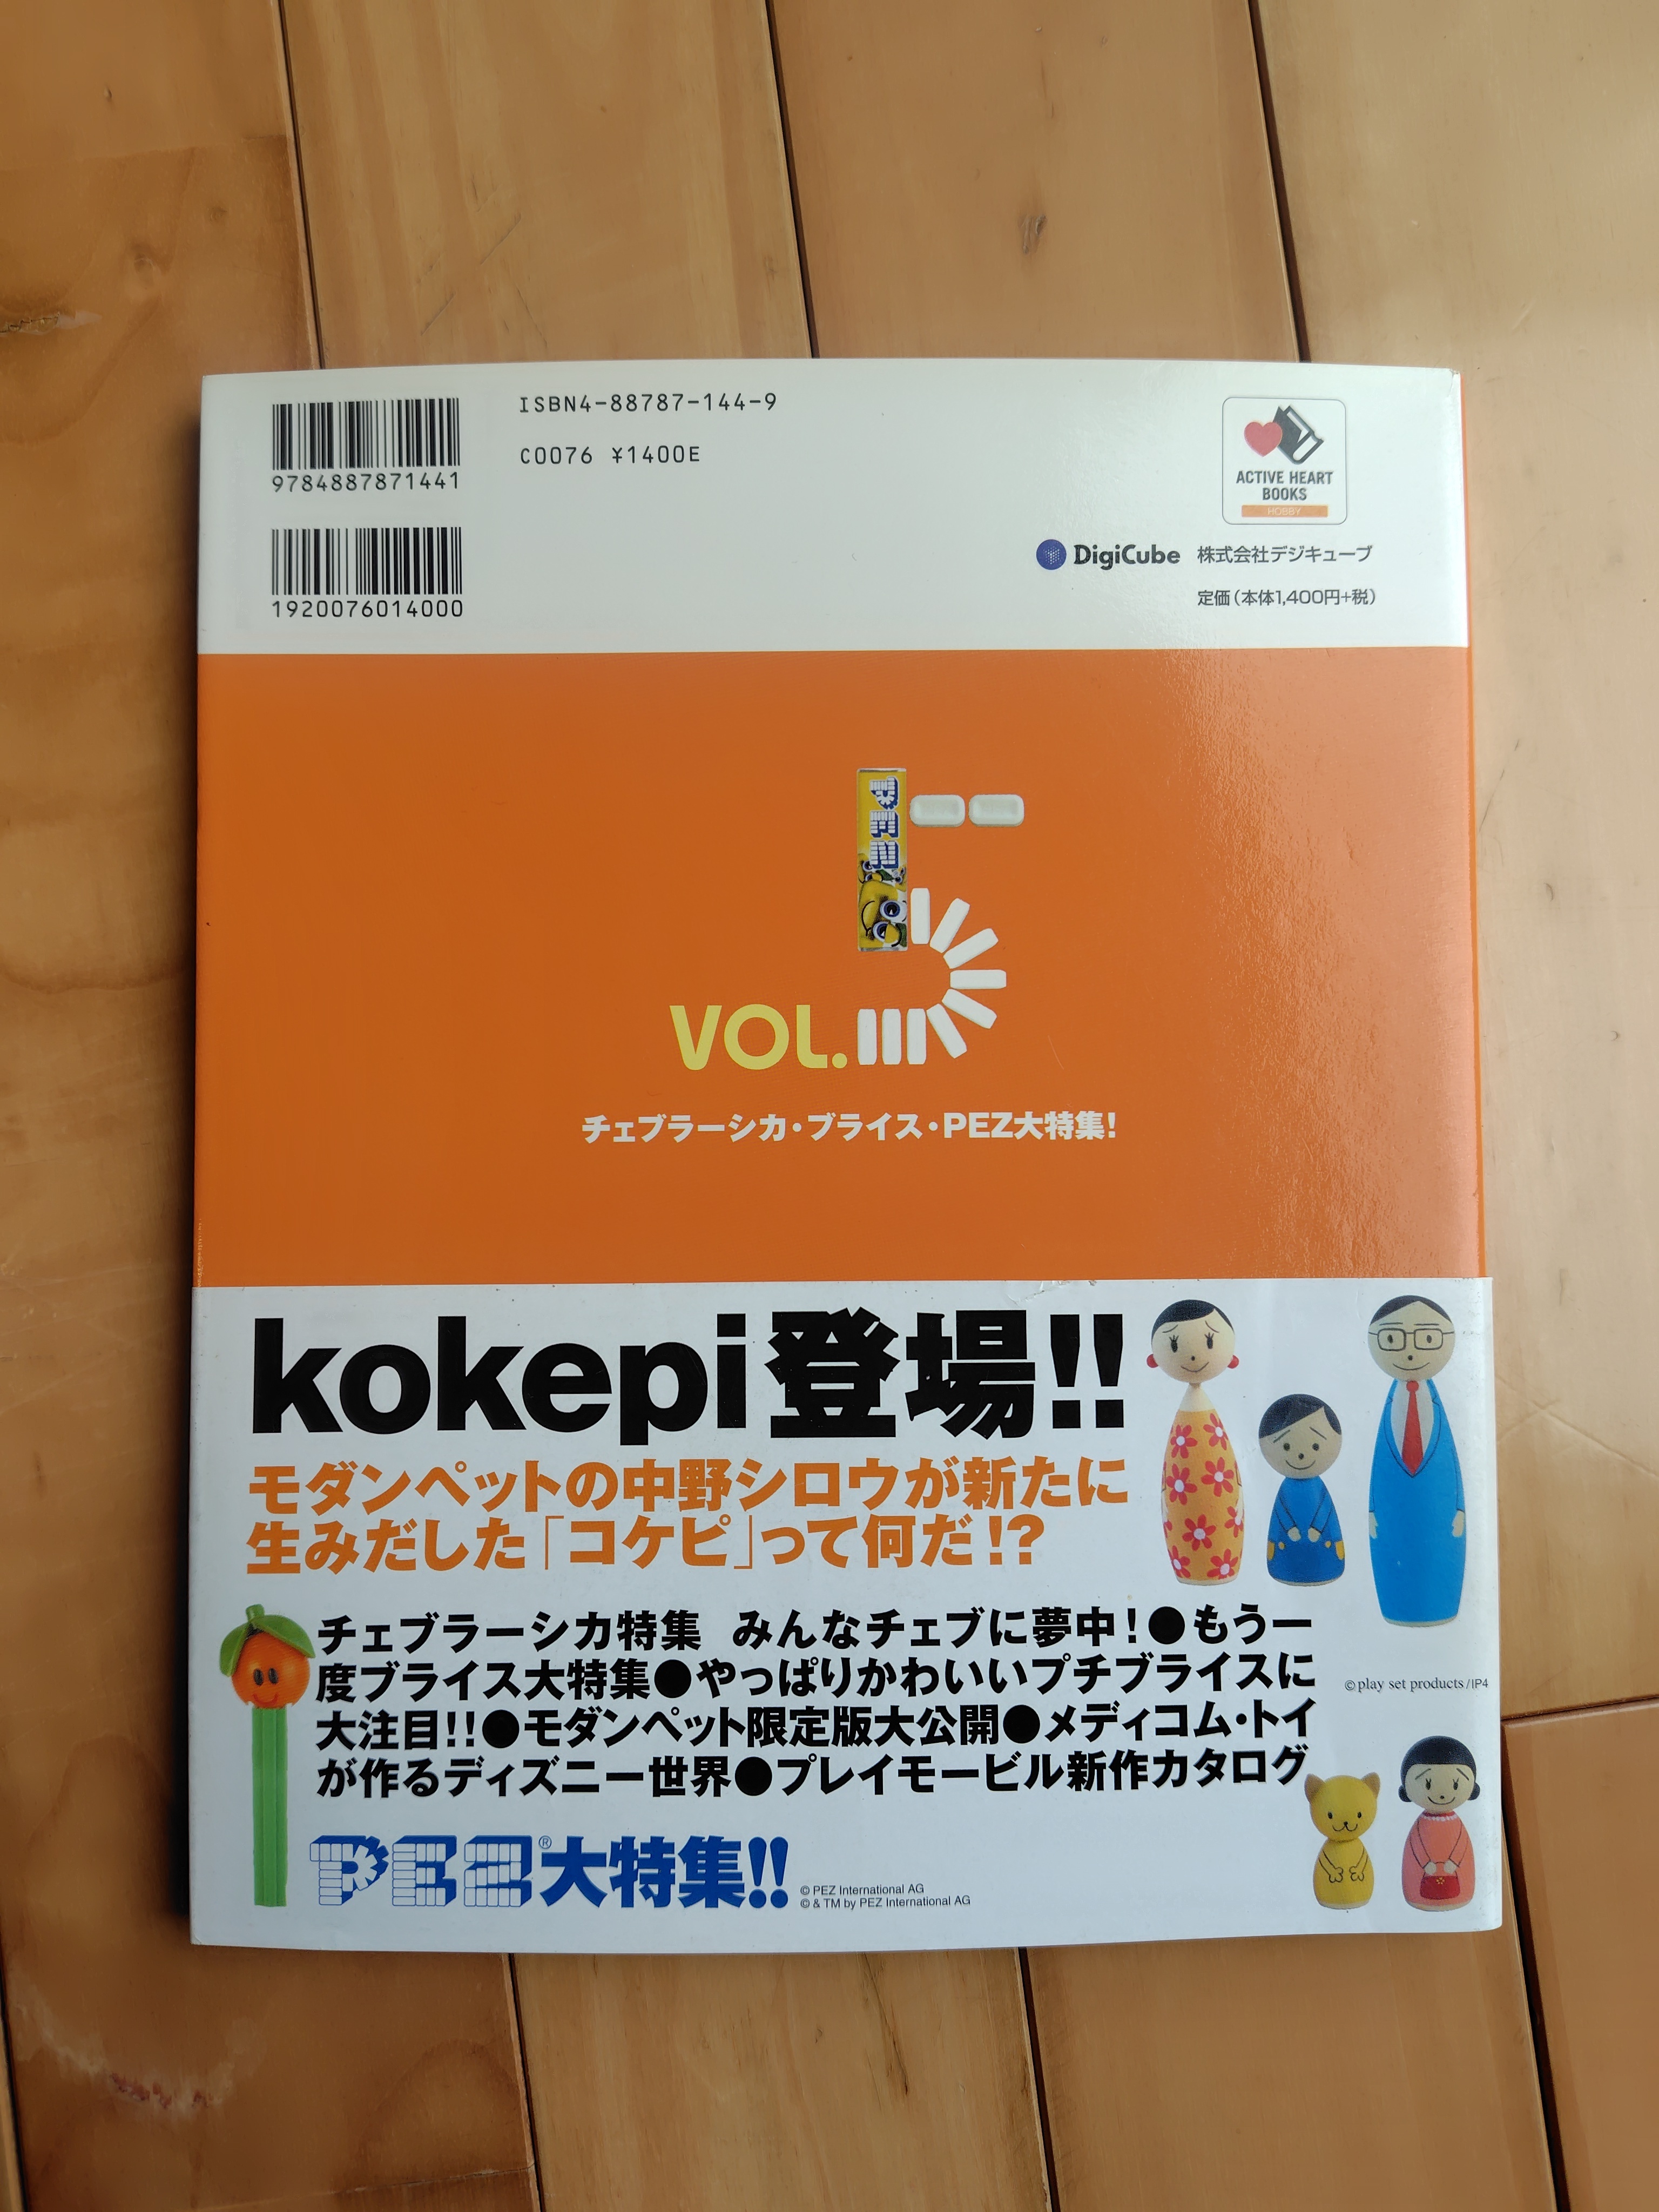 ISBN4-88787-144-9
C0076 ¥1400E
9784887871441
1920076014000
ACTIVE HEART
BOOKS
HOBBY
DigiCube 株式会社デジキューブ
定価(本体1,400円+税)
PEZ
VOL.5
チェブラーシカ・ブライス・PEZ大特集!
kokepi登場!!
モダンペットの中野シロウが新たに
生みだした「コケピ」って何だ!?
チェブラーシカ特集 みんなチェブに夢中!●もう一
度ブライス大特集●やっぱりかわいいプチブライスに
大注目!!●モダンペット限定版大公開●メディコム・トイ
が作るディズニー世界●プレイモービル新作カタログ
©play set products/IP4
PEZ®大特集!!
© PEZ International AG
© & TM by PEZ International AG